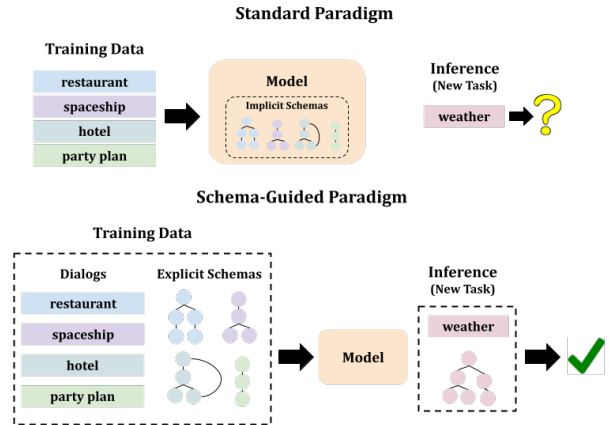 Standard Paradigm
Training Data
restaurant
spaceship
hotel
party plan
Model
Implicit Schemas
Inference
(New Task)
weather
?
Schema-Guided Paradigm
Training Data
Dialogs
Explicit Schemas
restaurant
spaceship
hotel
party plan
Model
Inference
(New Task)
weather